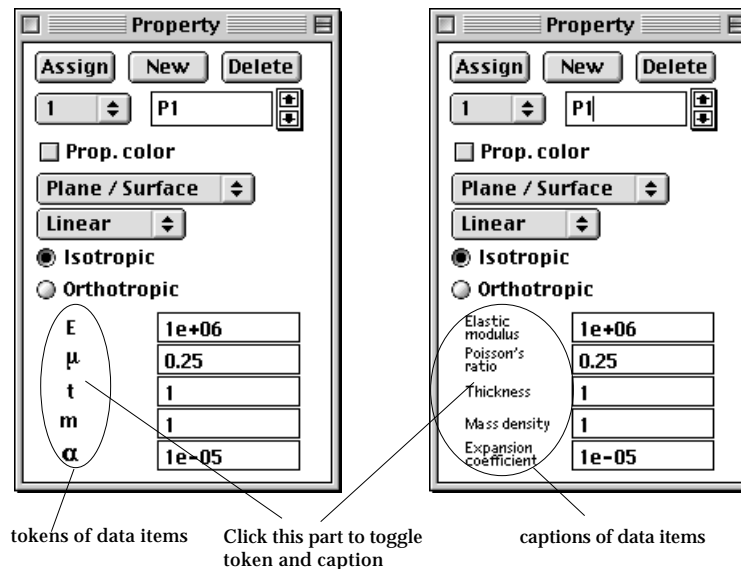 Property
Assign New Delete
1 P1
Prop. color
Plane / Surface
Linear
Isotropic
Orthotropic
E 1e+06
μ 0.25
t 1
m 1
α 1e-05
Property
Assign New Delete
1 P1
Prop. color
Plane / Surface
Linear
Isotropic
Orthotropic
Elastic
modulus 1e+06
Poisson's
ratio 0.25
Thickness 1
Mass density 1
Expansion
coefficient 1e-05
tokens of data items
Click this part to toggle
token and caption
captions of data items